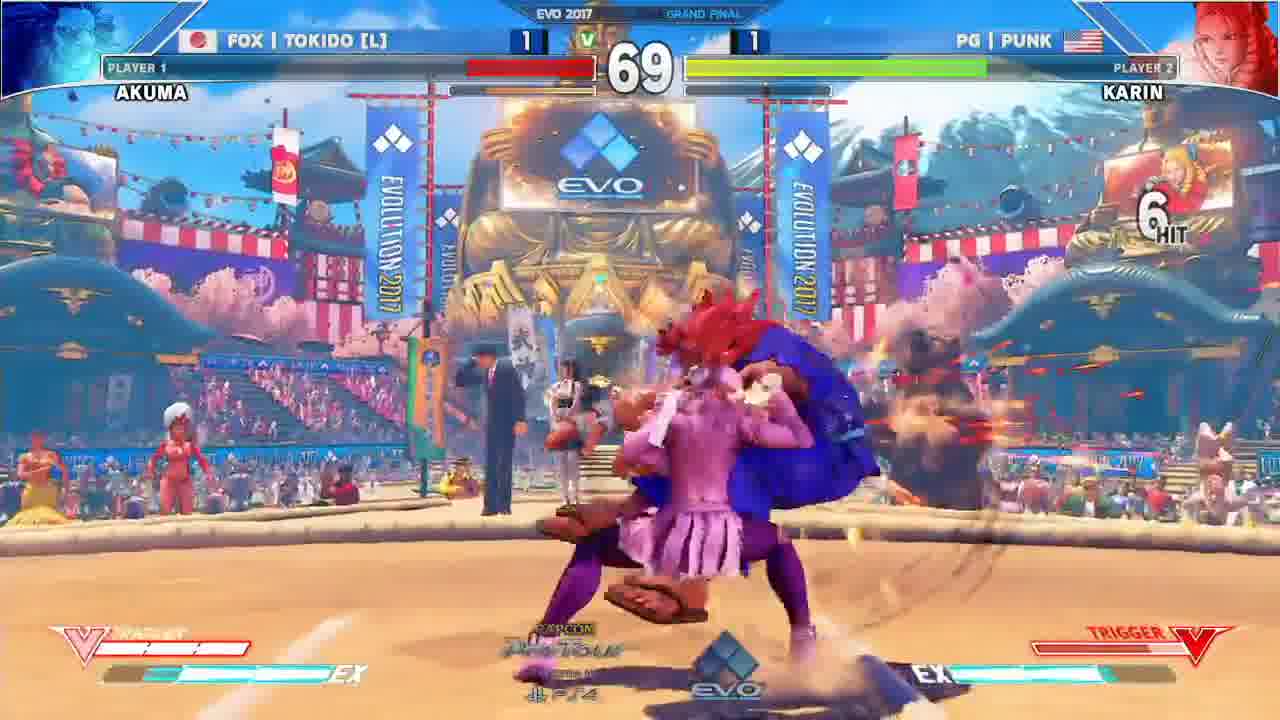 EVO 2017 GRAND FINAL
FOX | TOKIDO [L] 1 V 69 1 PG | PUNK
PLAYER 1 PLAYER 2
AKUMA KARIN
EVO
EVOLUTION 2017
EVOLUTION 2017
6
HIT
TRIGGER V
EX EX
CAPCOM
PRO TOUR
PS4
EVO